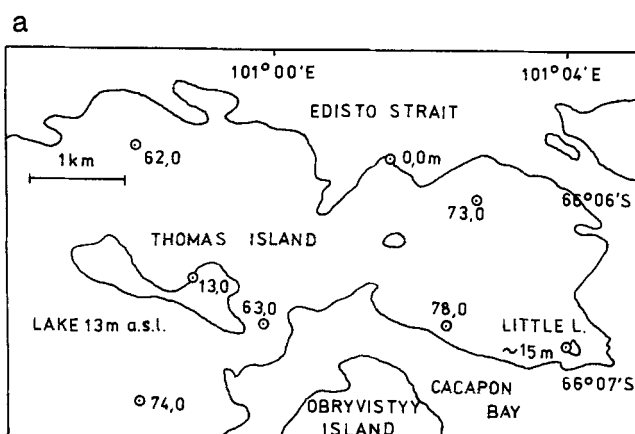 a
101° 00'E
101° 04'E
EDISTO STRAIT
62,0
0,0m
1km
73,0
66° 06'S
THOMAS ISLAND
13,0
63,0
78,0
LAKE 13m a.s.l.
LITTLE L.
~15m
66° 07'S
74,0
CACAPON
BAY
OBRYVISTYY
ISLAND